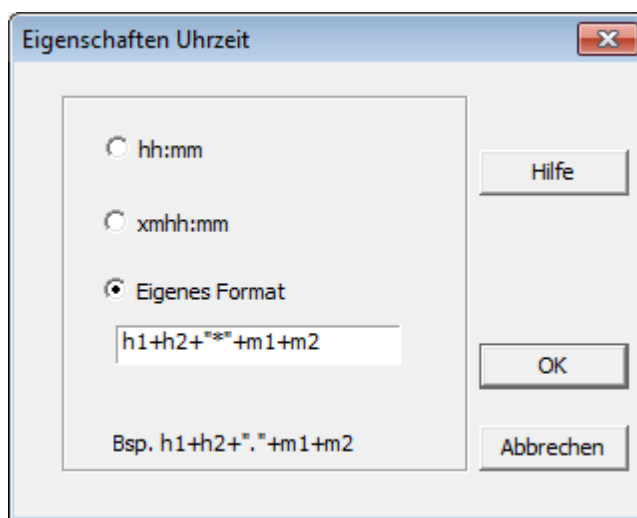 Eigenschaften Uhrzeit
hh:mm
Hilfe
xmhh:mm
Eigenes Format
h1+h2+"*"+m1+m2
OK
Bsp. h1+h2+"."+m1+m2
Abbrechen